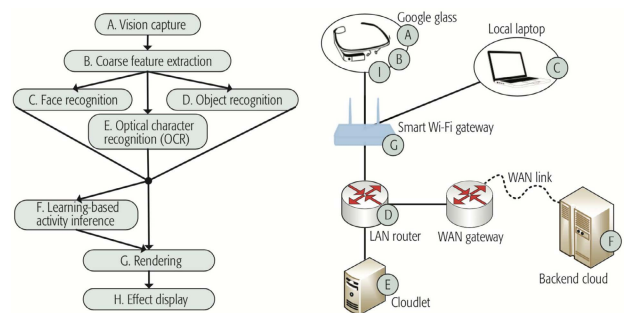 A. Vision capture
B. Coarse feature extraction
C. Face recognition
D. Object recognition
E. Optical character
recognition (OCR)
F. Learning-based
activity inference
G. Rendering
H. Effect display
Google glass
A
B
I
Local laptop
C
Smart Wi-Fi gateway
G
WAN link
D
LAN router
WAN gateway
F
Backend cloud
E
Cloudlet